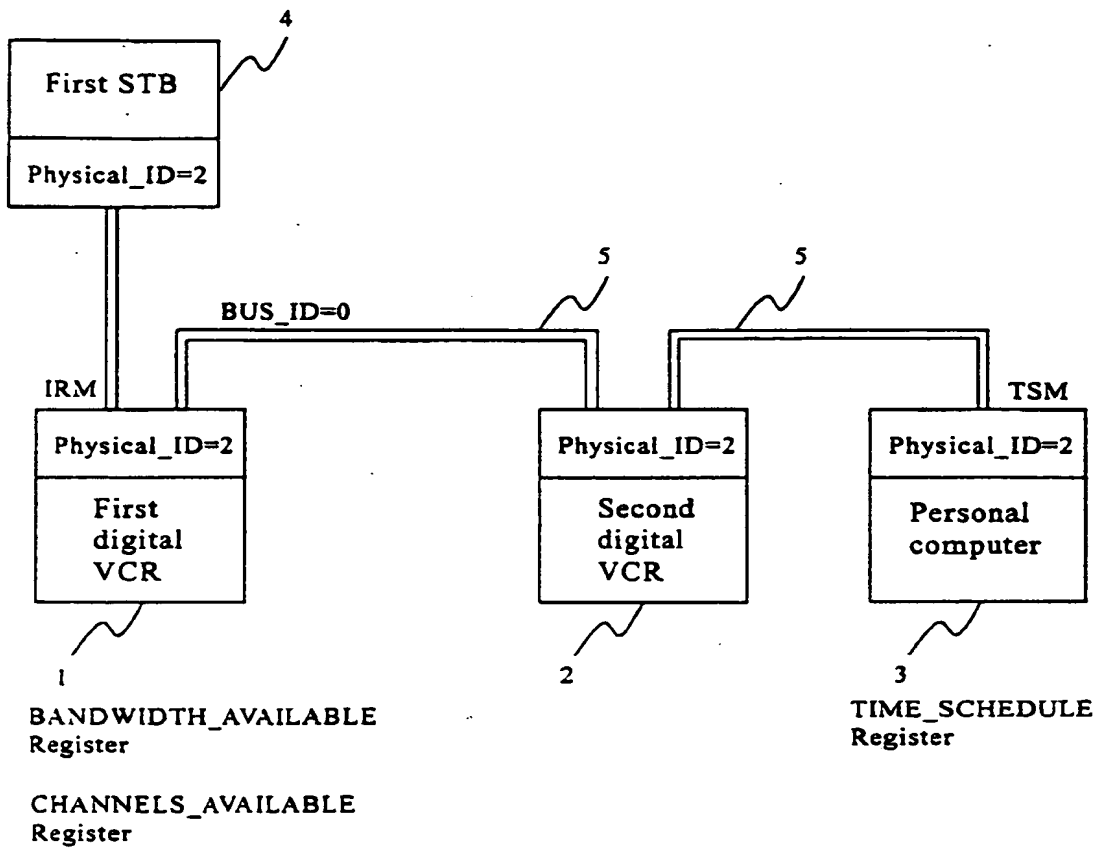 4
First STB
Physical_ID=2
5
5
BUS_ID=0
IRM
TSM
Physical_ID=2
Physical_ID=2
Physical_ID=2
First
digital
VCR
Second
digital
VCR
Personal
computer
1
2
3
BANDWIDTH_AVAILABLE
Register
TIME_SCHEDULE
Register
CHANNELS_AVAILABLE
Register